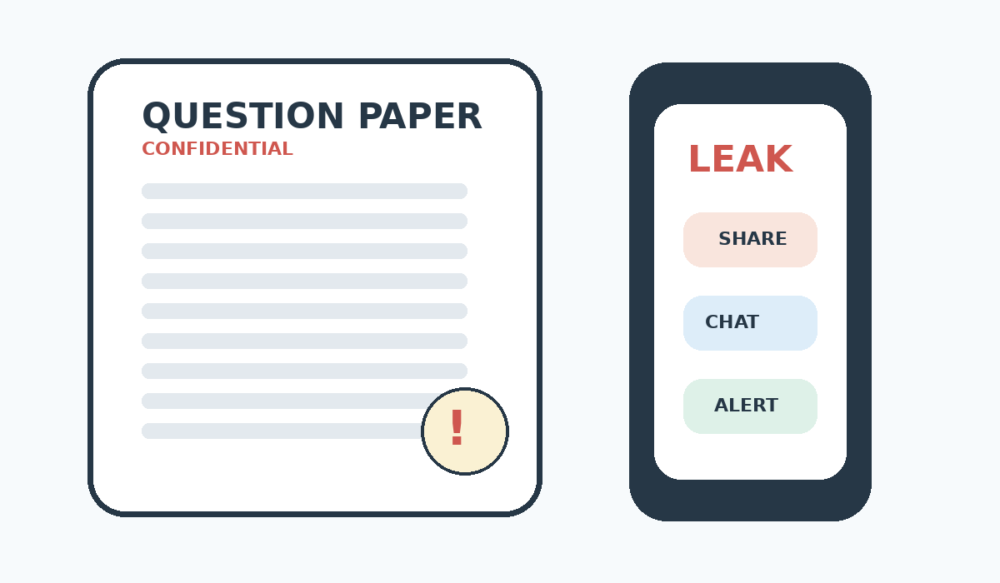 QUESTION PAPER
CONFIDENTIAL
!
LEAK
SHARE
CHAT
ALERT